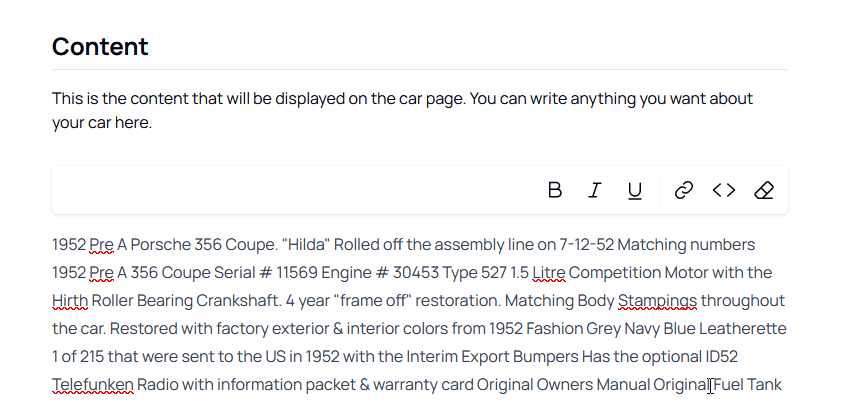 Content
This is the content that will be displayed on the car page. You can write anything you want about
your car here.
B I U
1952 Pre A Porsche 356 Coupe. "Hilda" Rolled off the assembly line on 7-12-52 Matching numbers
1952 Pre A 356 Coupe Serial # 11569 Engine # 30453 Type 527 1.5 Litre Competition Motor with the
Hirth Roller Bearing Crankshaft. 4 year "frame off" restoration. Matching Body Stampings throughout
the car. Restored with factory exterior & interior colors from 1952 Fashion Grey Navy Blue Leatherette
1 of 215 that were sent to the US in 1952 with the Interim Export Bumpers Has the optional ID52
Telefunken Radio with information packet & warranty card Original Owners Manual Original Fuel Tank